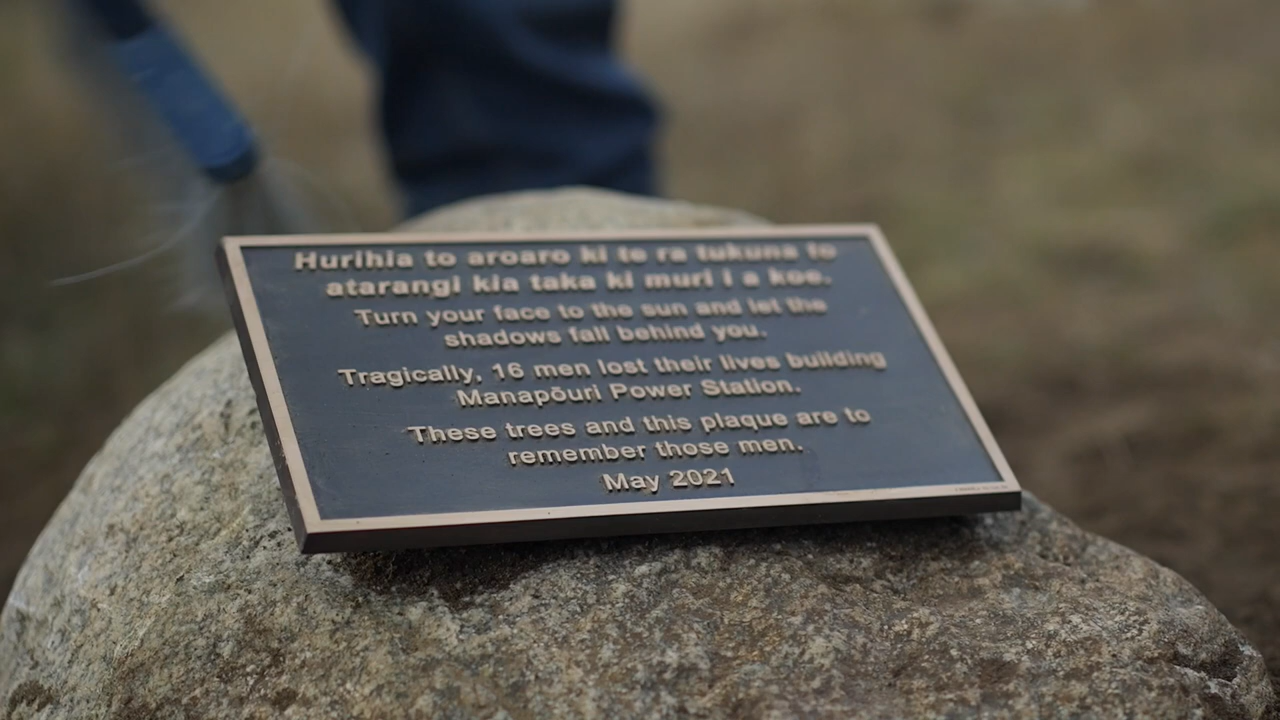 Hurihia to aroaro ki te ra tukuna to
atarangi kia taka ki muri i a koe.
Turn your face to the sun and let the
shadows fall behind you.
Tragically, 16 men lost their lives building
Manapōuri Power Station.
These trees and this plaque are to
remember those men.
May 2021